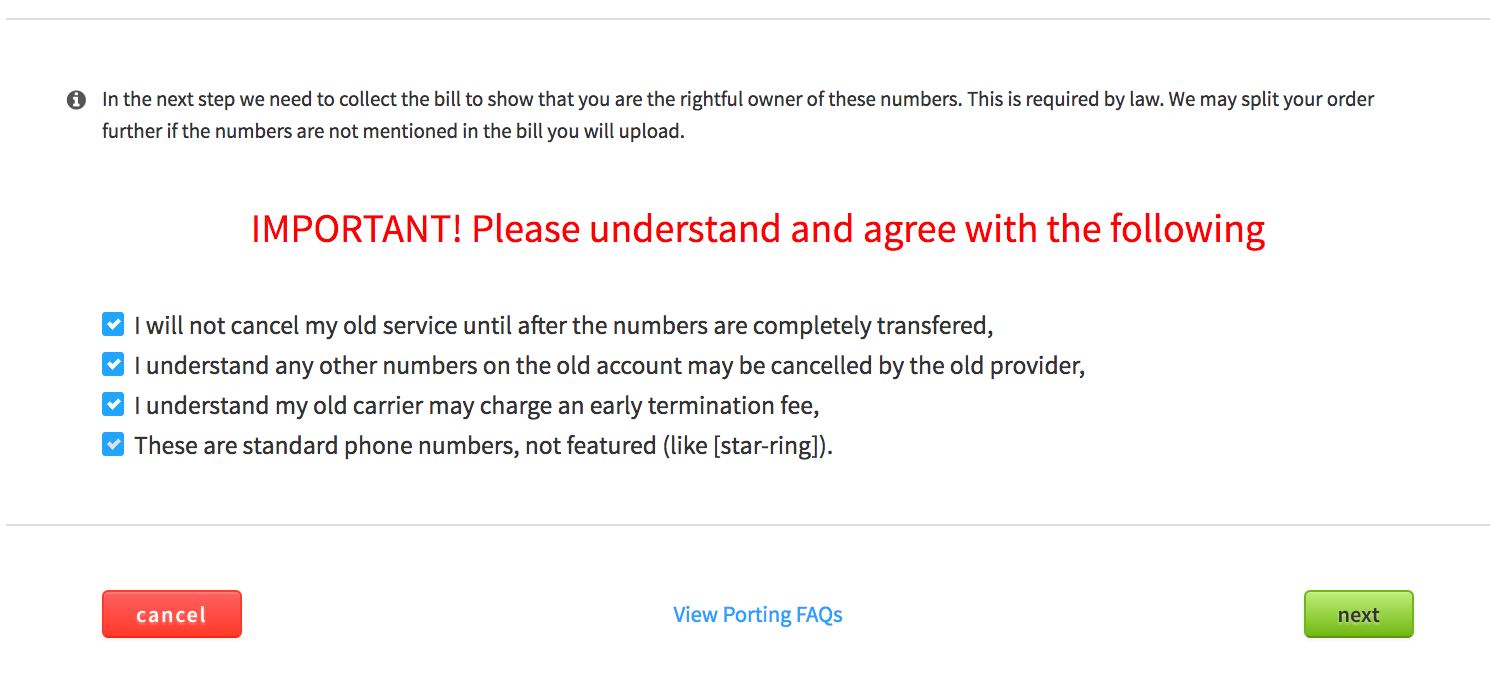 In the next step we need to collect the bill to show that you are the rightful owner of these numbers. This is required by law. We may split your order
further if the numbers are not mentioned in the bill you will upload.
IMPORTANT! Please understand and agree with the following
I will not cancel my old service until after the numbers are completely transfered,
I understand any other numbers on the old account may be cancelled by the old provider,
I understand my old carrier may charge an early termination fee,
These are standard phone numbers, not featured (like [star-ring]).
cancel
View Porting FAQs
next